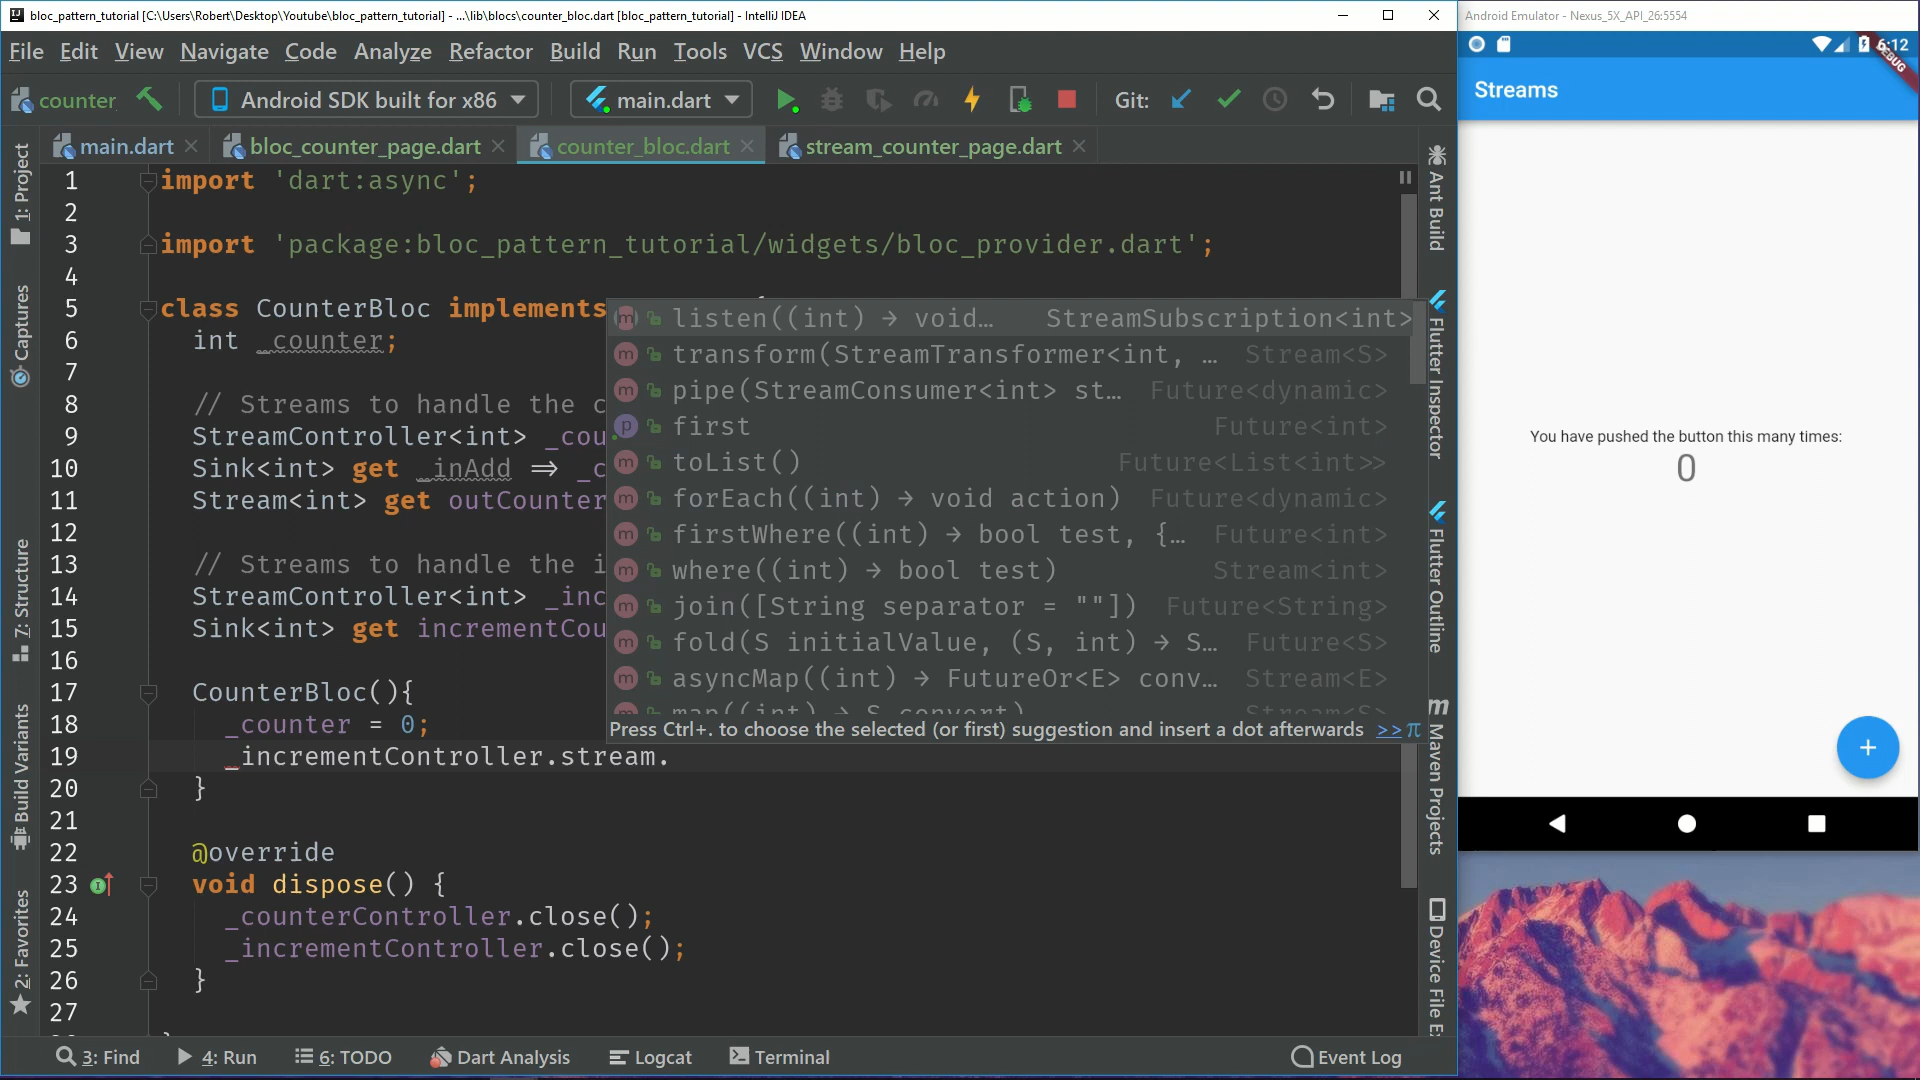 bloc_pattern_tutorial [C:\Users\Robert\Desktop\Youtube\bloc_pattern_tutorial] - ...\lib\blocs\counter_bloc.dart [bloc_pattern_tutorial] - IntelliJ IDEA
File Edit View Navigate Code Analyze Refactor Build Run Tools VCS Window Help
counter Android SDK built for x86 main.dart Git:
main.dart bloc_counter_page.dart counter_bloc.dart stream_counter_page.dart
1 import 'dart:async';
2
3 import 'package:bloc_pattern_tutorial/widgets/bloc_provider.dart';
4
5 class CounterBloc implements
6 int _counter;
7
8 // Streams to handle the c
9 StreamController<int> _cou
10 Sink<int> get _inAdd ⇒ _c
11 Stream<int> get outCounter
12
13 // Streams to handle the i
14 StreamController<int> _inc
15 Sink<int> get incrementCou
16
17 CounterBloc(){
18 _counter = 0;
19 _incrementController.stream.
20 }
21
22 @override
23 void dispose() {
24 _counterController.close();
25 _incrementController.close();
26 }
27
listen((int) → void… StreamSubscription<int>
transform(StreamTransformer<int, … Stream<S>
pipe(StreamConsumer<int> st… Future<dynamic>
first Future<int>
toList() Future<List<int>>
forEach((int) → void action) Future<dynamic>
firstWhere((int) → bool test, {… Future<int>
where((int) → bool test) Stream<int>
join([String separator = ""]) Future<String>
fold(S initialValue, (S, int) → S… Future<S>
asyncMap((int) → FutureOr<E> conv… Stream<E>
map((int) → S convert) Stream<S>
Press Ctrl+. to choose the selected (or first) suggestion and insert a dot afterwards >> π
1: Project
Captures
7: Structure
Build Variants
2: Favorites
Ant Build
Flutter Inspector
Flutter Outline
m Maven Projects
Device File E
3: Find 4: Run 6: TODO Dart Analysis Logcat Terminal Event Log
Android Emulator - Nexus_5X_API_26:5554
6:12
DEBUG
Streams
You have pushed the button this many times:
0
+